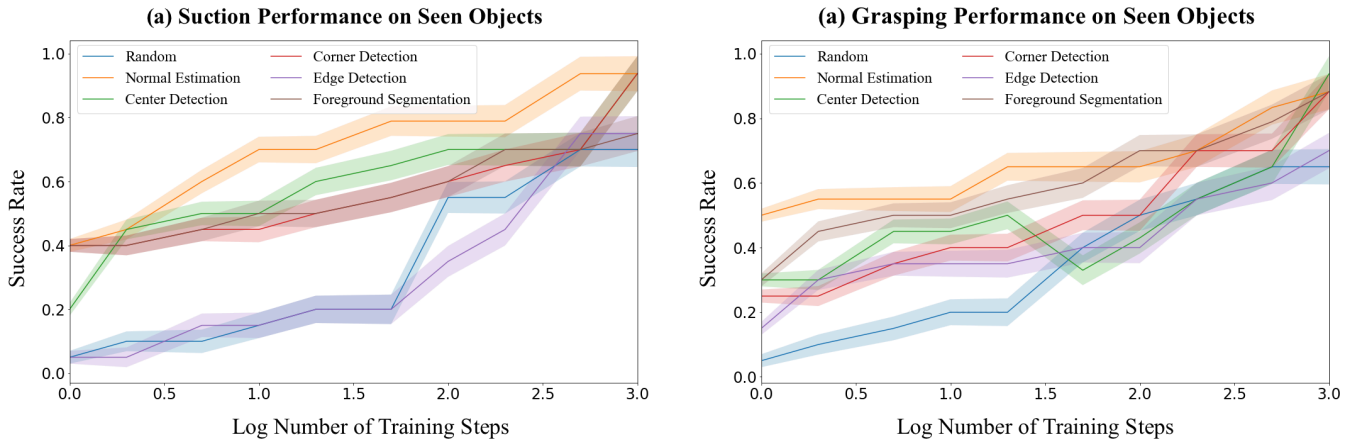 (a) Suction Performance on Seen Objects
Success Rate
1.0
0.8
0.6
0.4
0.2
0.0
Random
Normal Estimation
Center Detection
Corner Detection
Edge Detection
Foreground Segmentation
0.0 0.5 1.0 1.5 2.0 2.5 3.0
Log Number of Training Steps
(a) Grasping Performance on Seen Objects
Success Rate
1.0
0.8
0.6
0.4
0.2
0.0
Random
Normal Estimation
Center Detection
Corner Detection
Edge Detection
Foreground Segmentation
0.0 0.5 1.0 1.5 2.0 2.5 3.0
Log Number of Training Steps